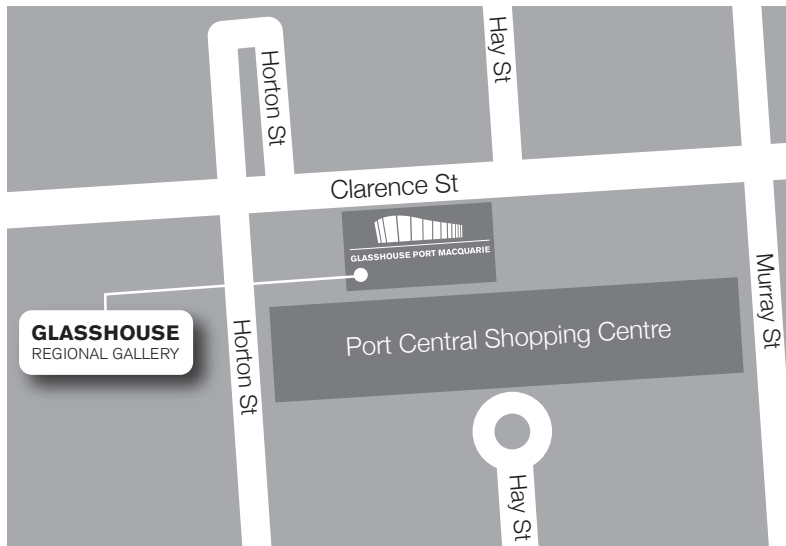 Hay St
Horton St
Clarence St
GLASSHOUSE PORT MACQUARIE
Murray St
GLASSHOUSE
REGIONAL GALLERY
Horton St
Port Central Shopping Centre
Hay St